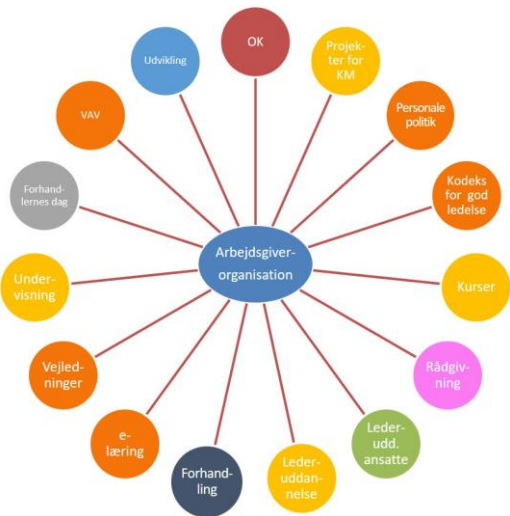 OK
Projek-
ter for
KM
Personale
politik
Kodeks
for god
ledelse
Kurser
Rådgiv-
ning
Leder-
udd.
ansatte
Leder-
uddan-
nelse
Forhand-
ling
e-
læring
Vejled-
ninger
Under-
visning
Forhand-
lernes dag
VAV
Udvikling
Arbejdsgiver-
organisation